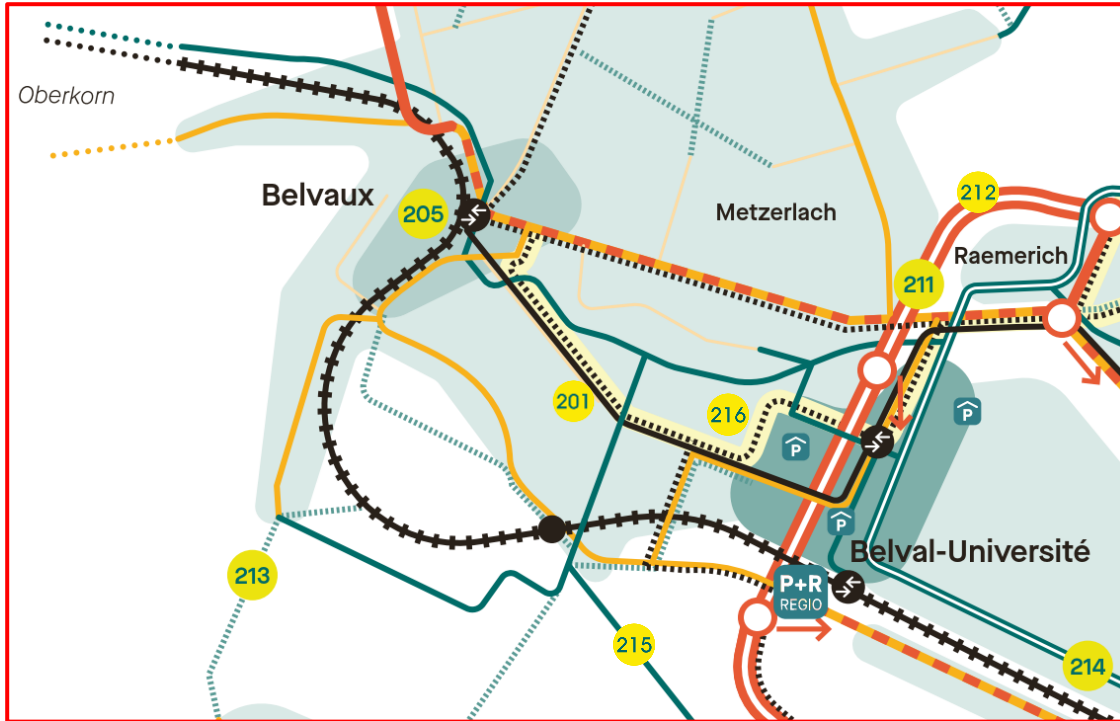 Oberkorn
Belvaux
205
Metzerlach
212
Raemerich
211
201
216
P
P
P
Belval-Université
213
P+R
REGIO
215
214